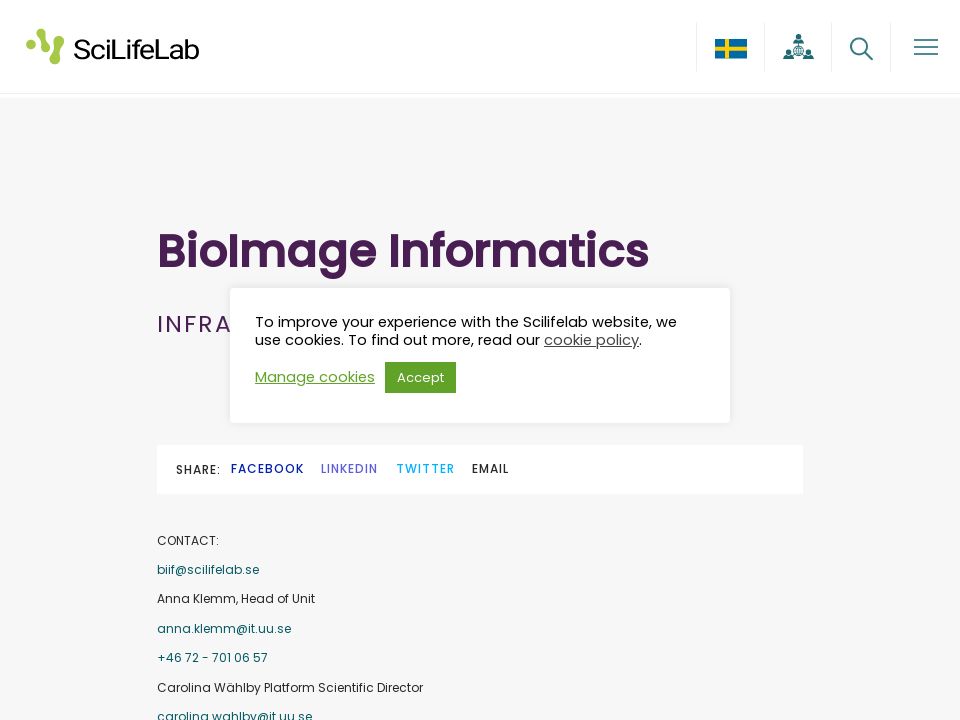 SciLifeLab
BioImage Informatics
INFRA
To improve your experience with the Scilifelab website, we
use cookies. To find out more, read our cookie policy.
Manage cookies
Accept
SHARE:
FACEBOOK
LINKEDIN
TWITTER
EMAIL
CONTACT:
biif@scilifelab.se
Anna Klemm, Head of Unit
anna.klemm@it.uu.se
+46 72 - 701 06 57
Carolina Wählby Platform Scientific Director
carolina.wahlby@it.uu.se